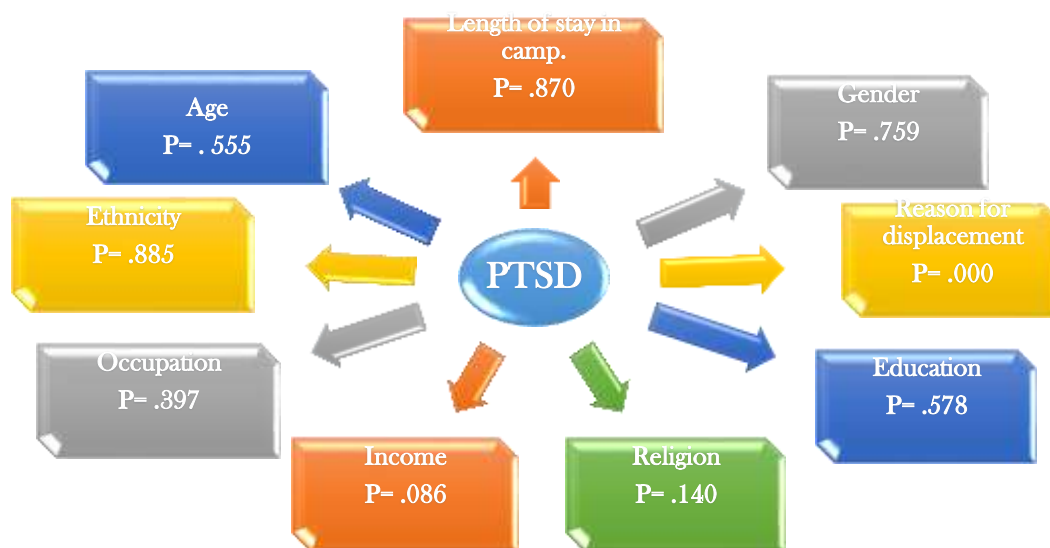 Length of stay in
camp.
P= .870
Age
P= . 555
Gender
P= .759
Ethnicity
P= .885
PTSD
Reason for
displacement
P= .000
Occupation
P= .397
Education
P= .578
Income
P= .086
Religion
P= .140